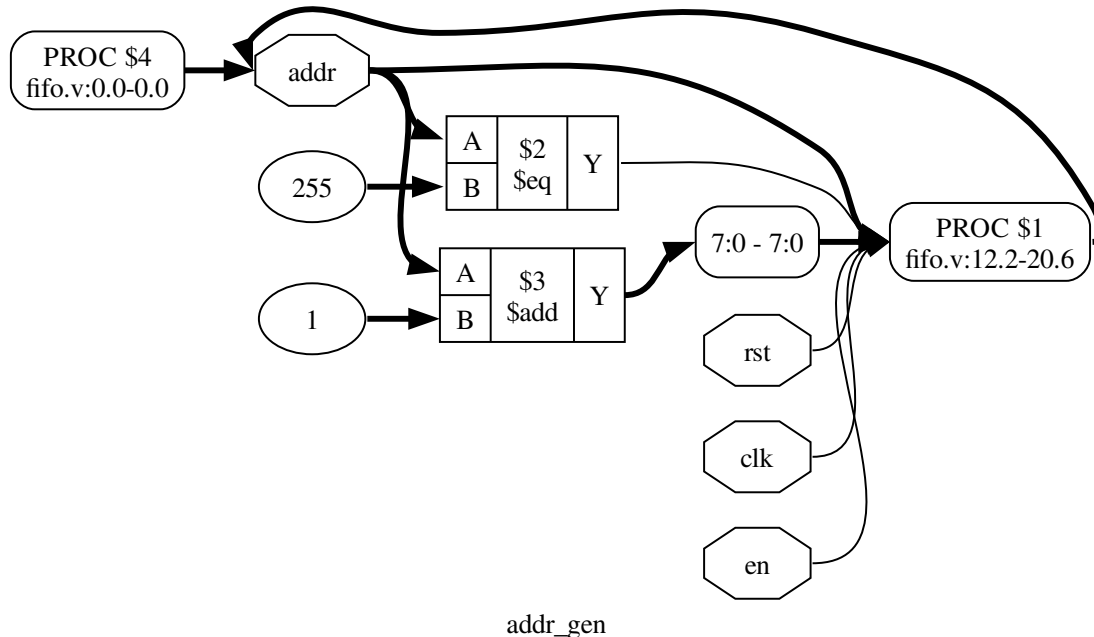 PROC $4
fifo.v:0.0-0.0
addr
255
1
A
B
$2
$eq
Y
A
B
$3
$add
Y
7:0 - 7:0
rst
clk
en
PROC $1
fifo.v:12.2-20.6
addr_gen